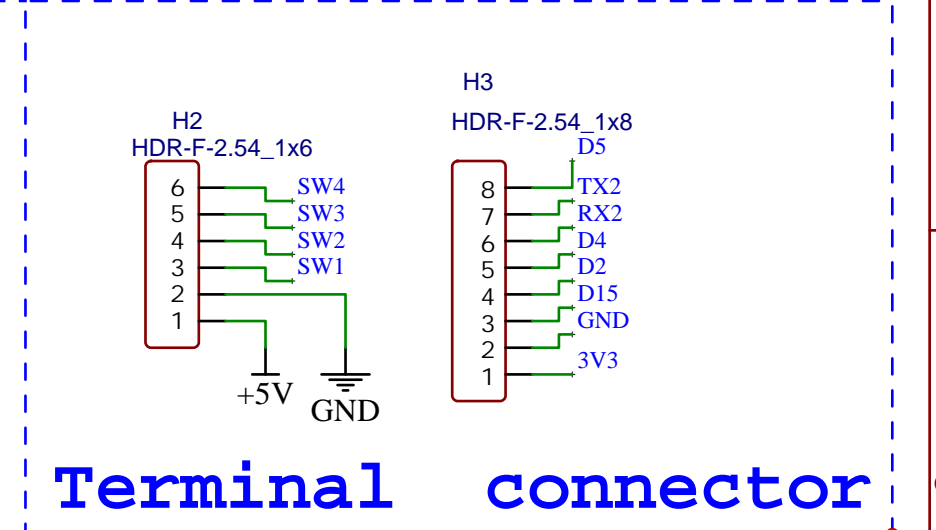 H2
HDR-F-2.54_1x6
6 SW4
5 SW3
4 SW2
3 SW1
2
1
+5V
GND
H3
HDR-F-2.54_1x8
D5
8 TX2
7 RX2
6 D4
5 D2
4 D15
3 GND
2
1 3V3
Terminal connector